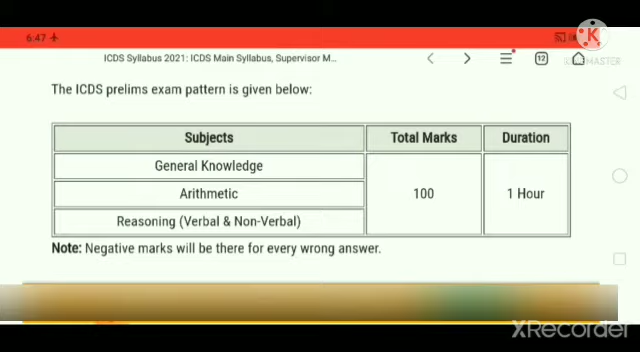 6:47
ICDS Syllabus 2021: ICDS Main Syllabus, Supervisor M...
12
K
KINEMASTER
The ICDS prelims exam pattern is given below:
Subjects Total Marks Duration
General Knowledge
Arithmetic 100 1 Hour
Reasoning (Verbal & Non-Verbal)
Note: Negative marks will be there for every wrong answer.
XRecorder